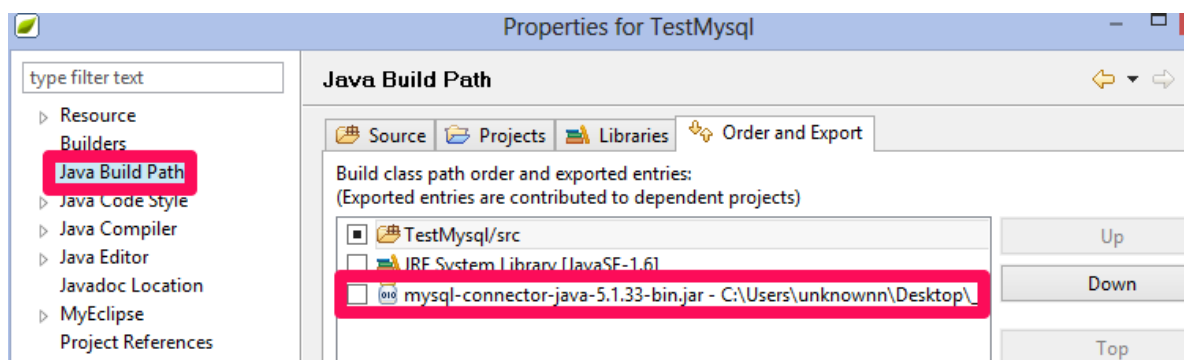 Properties for TestMysql
type filter text
Resource
Builders
Java Build Path
Java Code Style
Java Compiler
Java Editor
Javadoc Location
MyEclipse
Project References
Java Build Path
Source Projects Libraries Order and Export
Build class path order and exported entries:
(Exported entries are contributed to dependent projects)
TestMysql/src
JRE System Library [JavaSE-1.6]
mysql-connector-java-5.1.33-bin.jar - C:\Users\unknownn\Desktop\_
Up
Down
Top